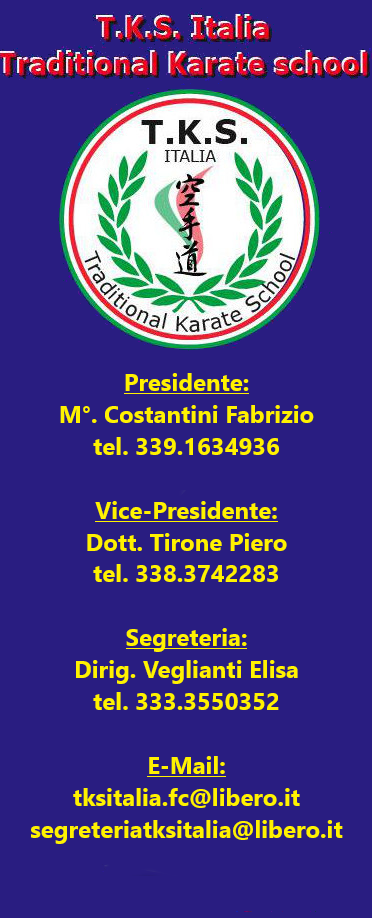 T.K.S. Italia
Traditional Karate school
T.K.S.
ITALIA
空
手
道
Traditional Karate School
Presidente:
M°. Costantini Fabrizio
tel. 339.1634936
Vice-Presidente:
Dott. Tirone Piero
tel. 338.3742283
Segreteria:
Dirig. Veglianti Elisa
tel. 333.3550352
E-Mail:
tksitalia.fc@libero.it
segreteriatksitalia@libero.it